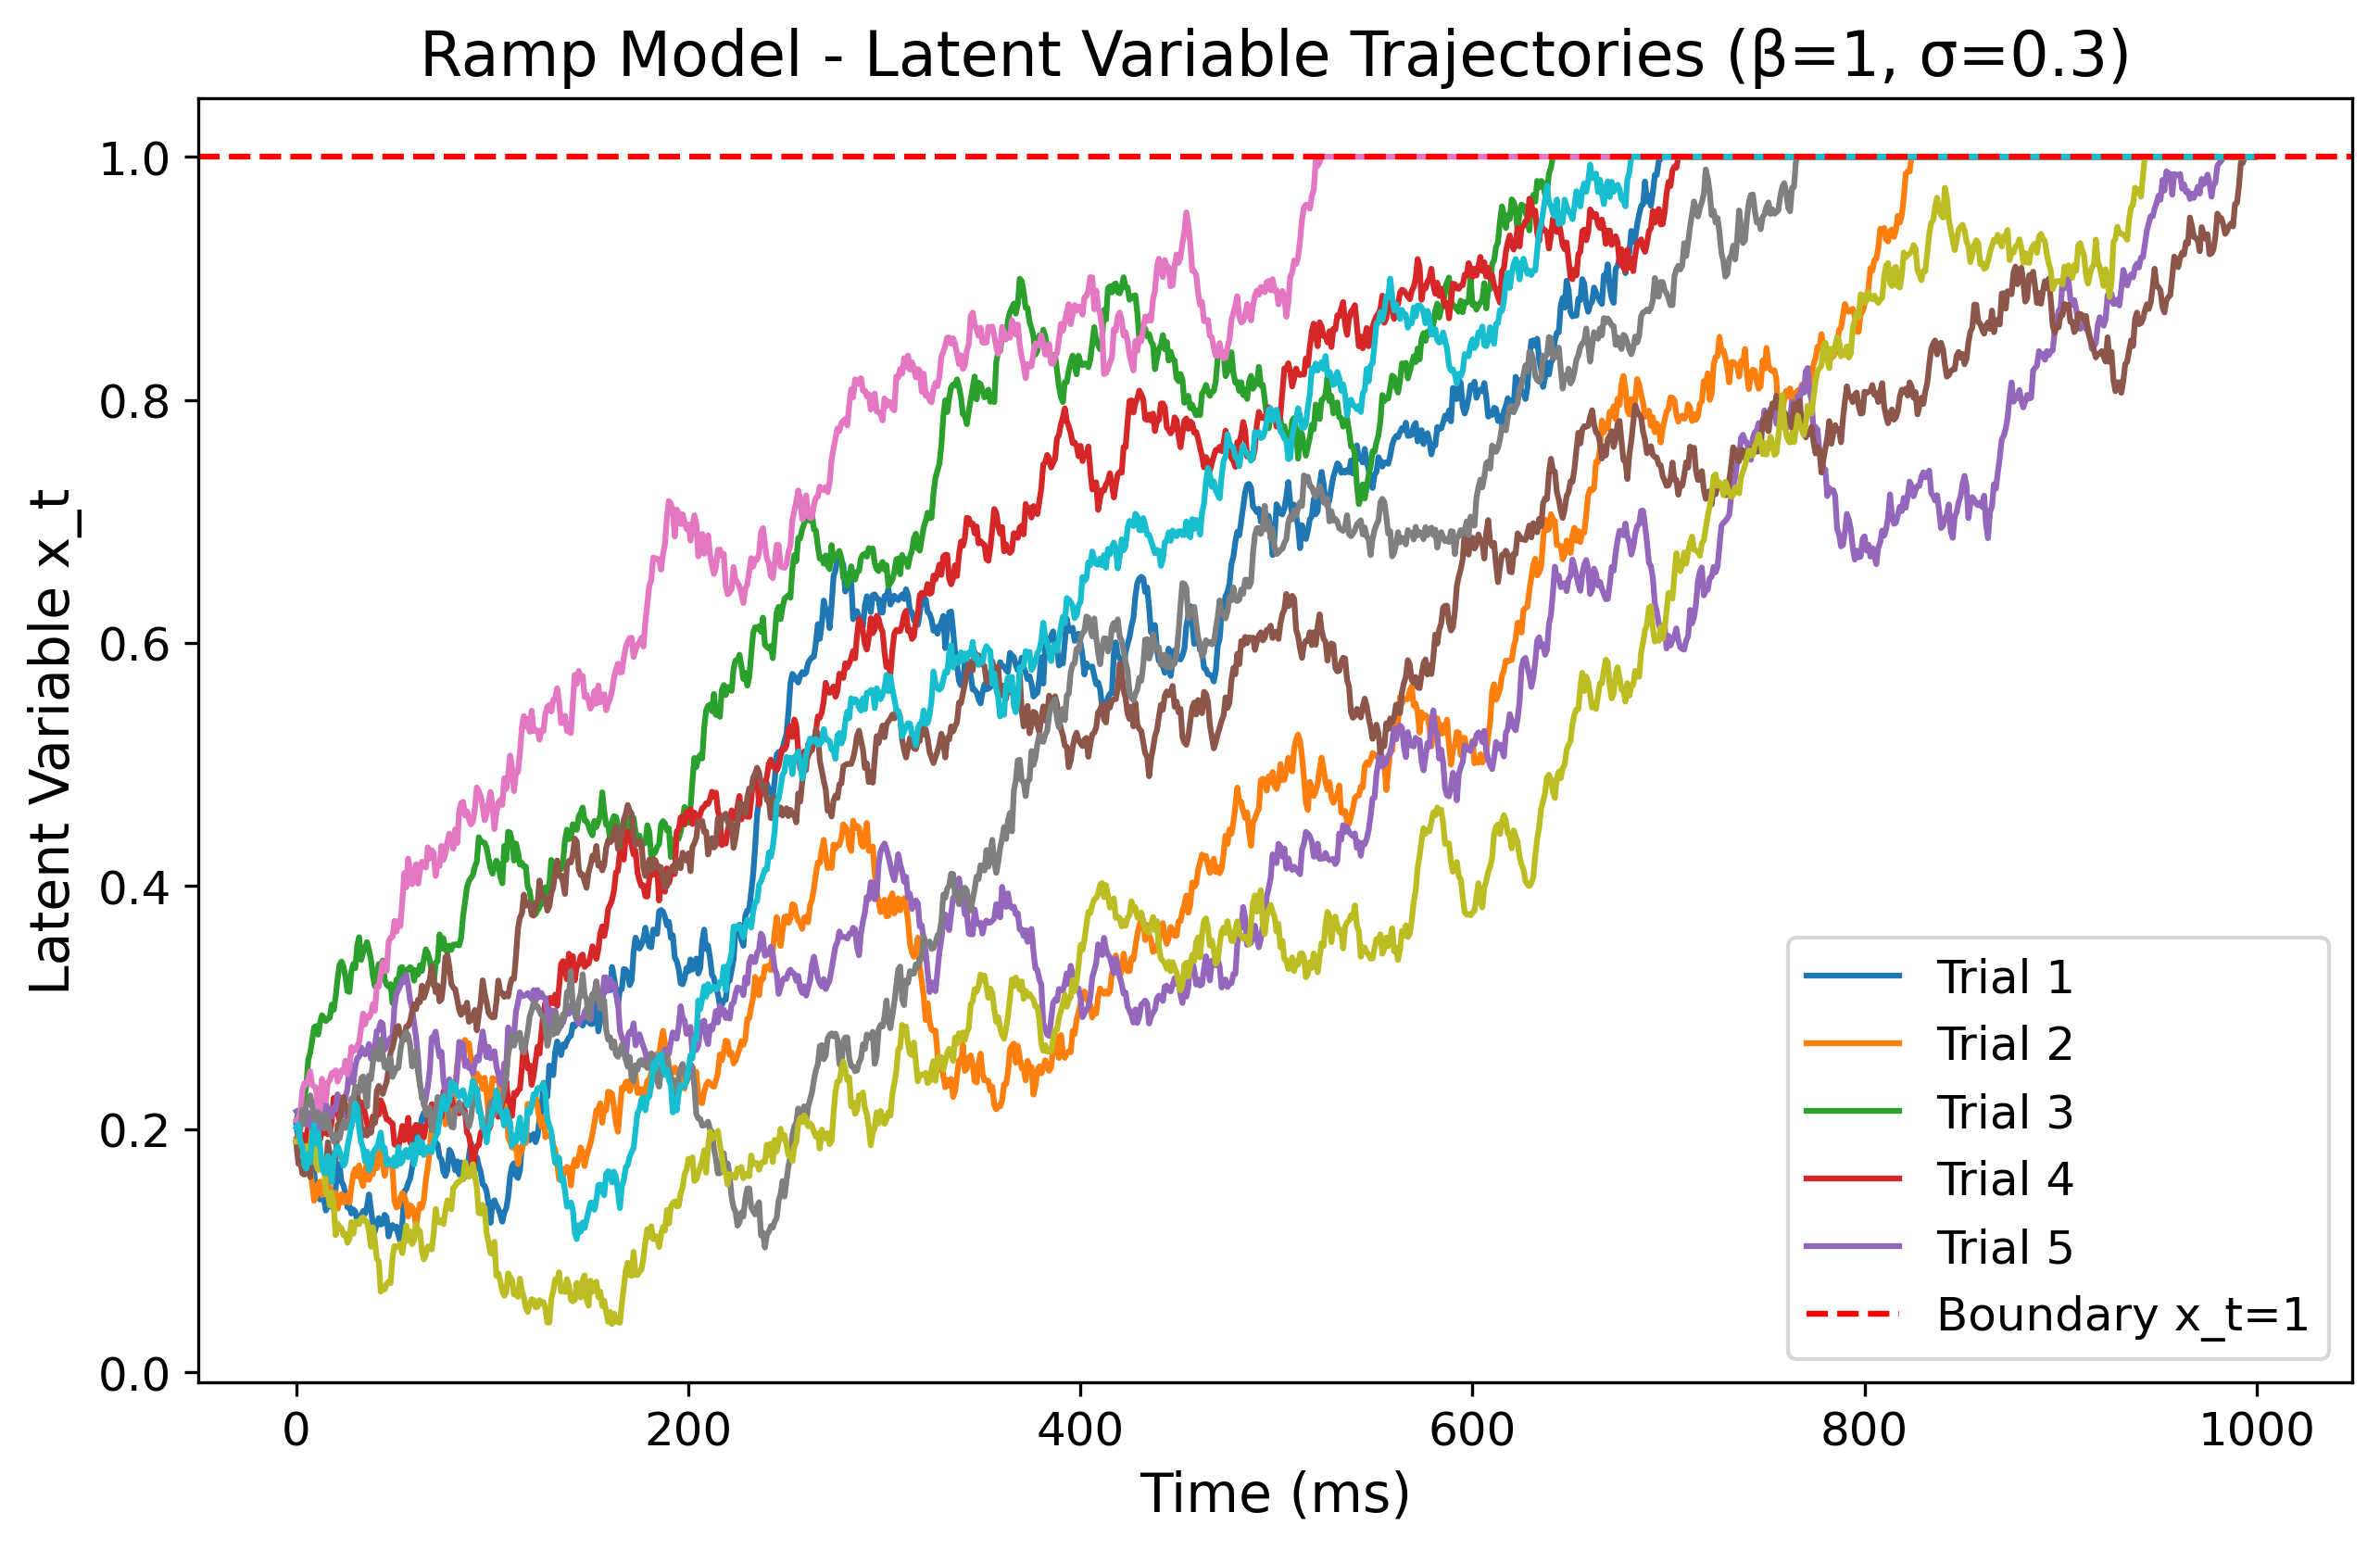 Ramp Model - Latent Variable Trajectories (β=1, σ=0.3)
Latent Variable x_t
1.0
0.8
0.6
0.4
0.2
0.0
0 200 400 600 800 1000
Time (ms)
Trial 1
Trial 2
Trial 3
Trial 4
Trial 5
Boundary x_t=1